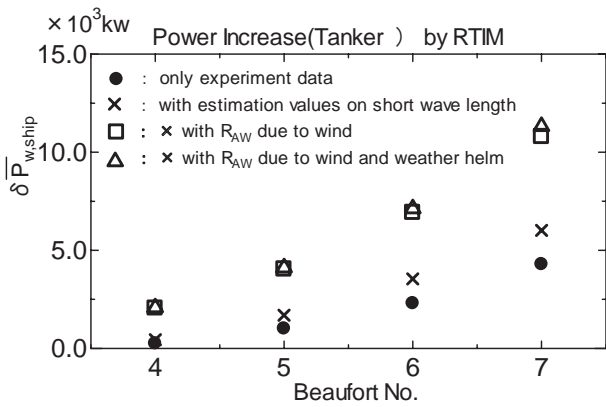 × 10³kw
Power Increase(Tanker ) by RTIM
15.0
● : only experiment data
× : with estimation values on short wave length
□ : × with R_AW due to wind
△ : × with R_AW due to wind and weather helm
10.0
5.0
0.0
δP̅w,ship
4 5 6 7
Beaufort No.